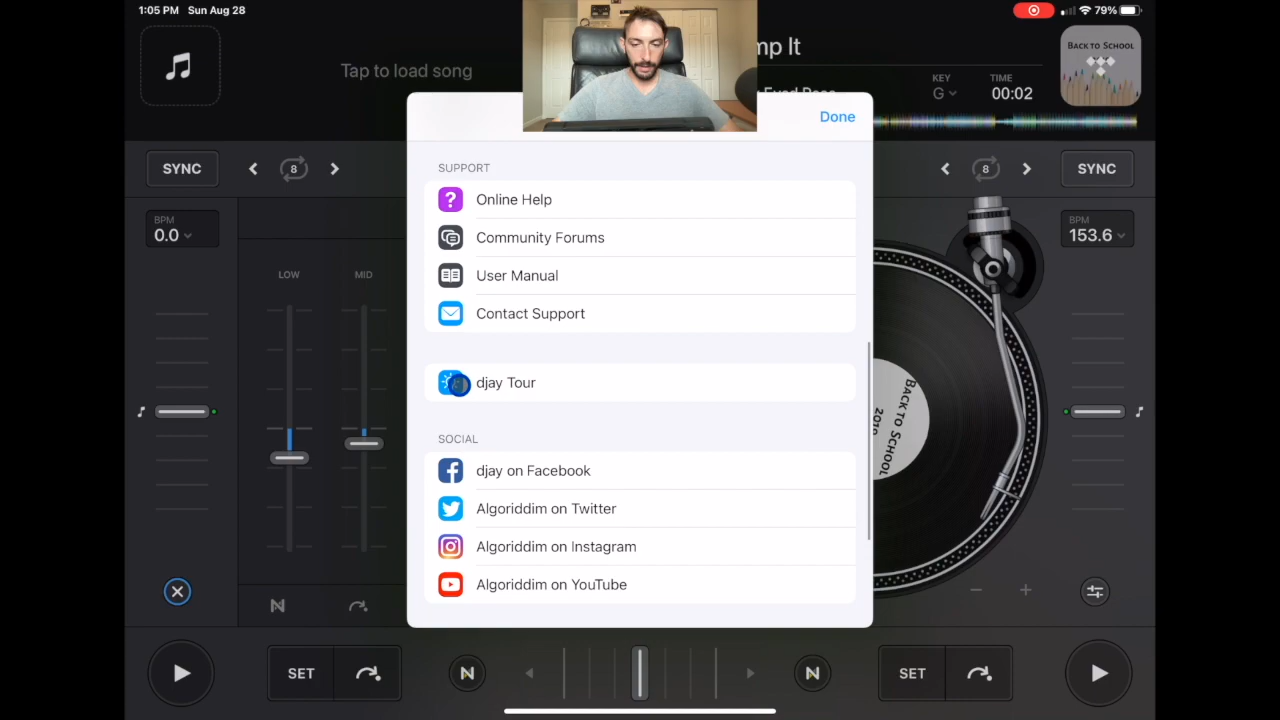 1:05 PM Sun Aug 28
79%
Tap to load song
mp It
BACK TO SCHOOL
KEY
G
TIME
00:02
Done
SYNC
8
8
SYNC
BPM
0.0
BPM
153.6
LOW
MID
SUPPORT
? Online Help
Community Forums
User Manual
Contact Support
djay Tour
SOCIAL
djay on Facebook
Algoriddim on Twitter
Algoriddim on Instagram
Algoriddim on YouTube
BACK TO SCHOOL
SET
N
N
SET